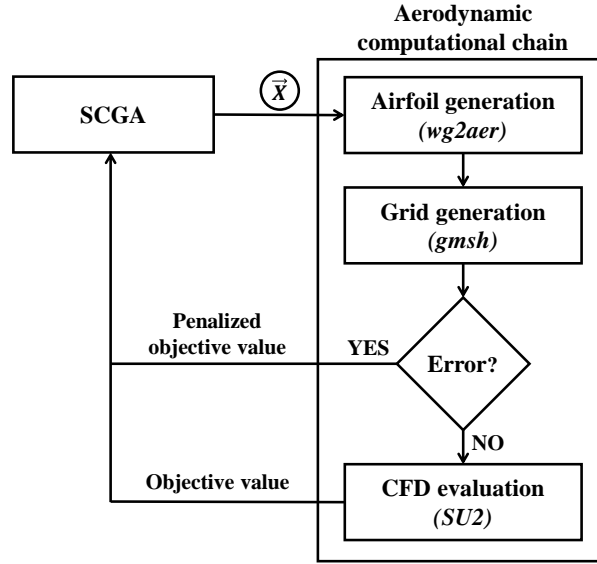 Aerodynamic
computational chain
SCGA
X⃗
Airfoil generation
(wg2aer)
Grid generation
(gmsh)
Penalized
objective value
YES
Error?
NO
Objective value
CFD evaluation
(SU2)